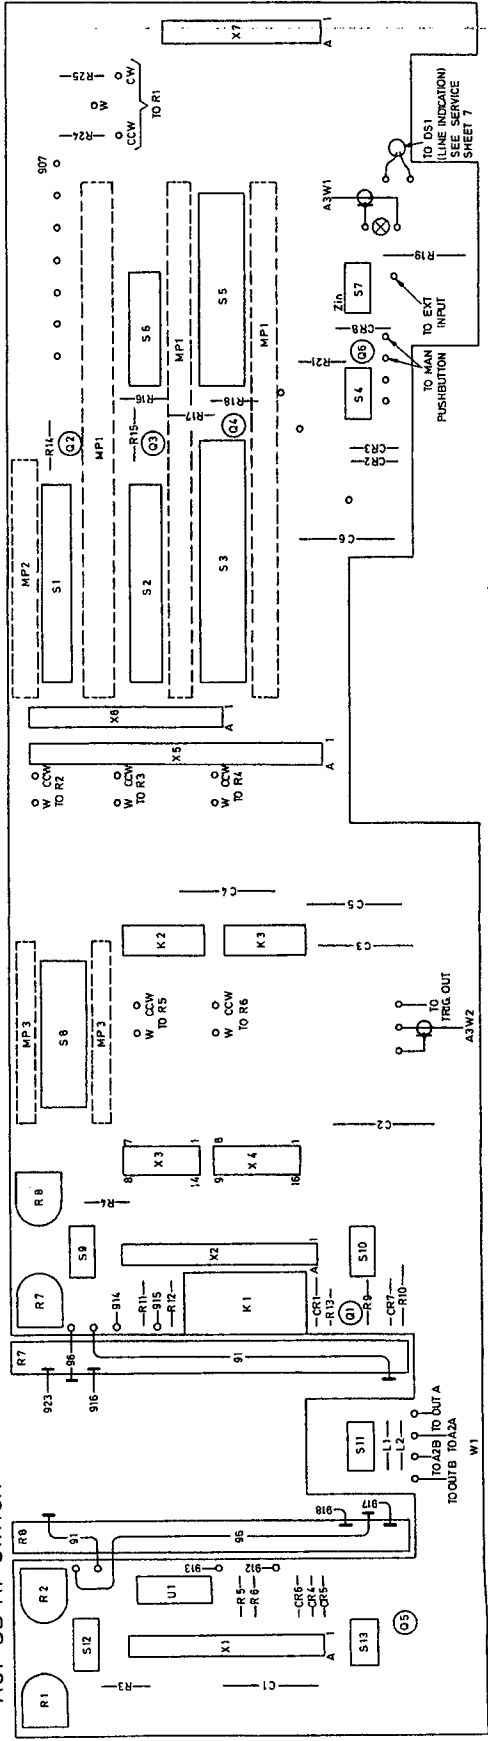 X7
1
A
R25
CW
W
TO R1
R24
CCW
907
TO DS1
(LINE INDICATION)
SEE SERVICE
SHEET 7
A3W1
R19
S6
MP1
S5
MP1
Zin
S7
CR8
TO EXT
INPUT
R21
Q6
S4
TO MAN
PUSHBUTTON
R16
R17
R18
R14
Q2
MP1
R15
Q3
Q4
CR3
CR2
MP2
S1
S2
S3
C6
X6
A
1
X5
A
1
W CCW
TO R2
W CCW
TO R3
W CCW
TO R4
C4
C5
K2
K3
C3
MP3
S8
MP3
W CCW
TO R5
W CCW
TO R6
TO
TRIG. OUT
A3W2
C2
8
7
X3
14
1
9
8
X4
16
1
R8
R4
S9
X2
A
1
S10
R7
914
R11
915
R12
K1
CR1
R13
Q1
R9
CR7
R10
R7
923
96
916
91
S11
L1
L2
TO OUT A
TO A2A
TO A2B
TO OUT B
W1
R8
91
96
918
917
R2
U1
913
912
R5
R6
CR6
CR4
CR5
S12
X1
A
1
S13
Q5
R1
R3
C1